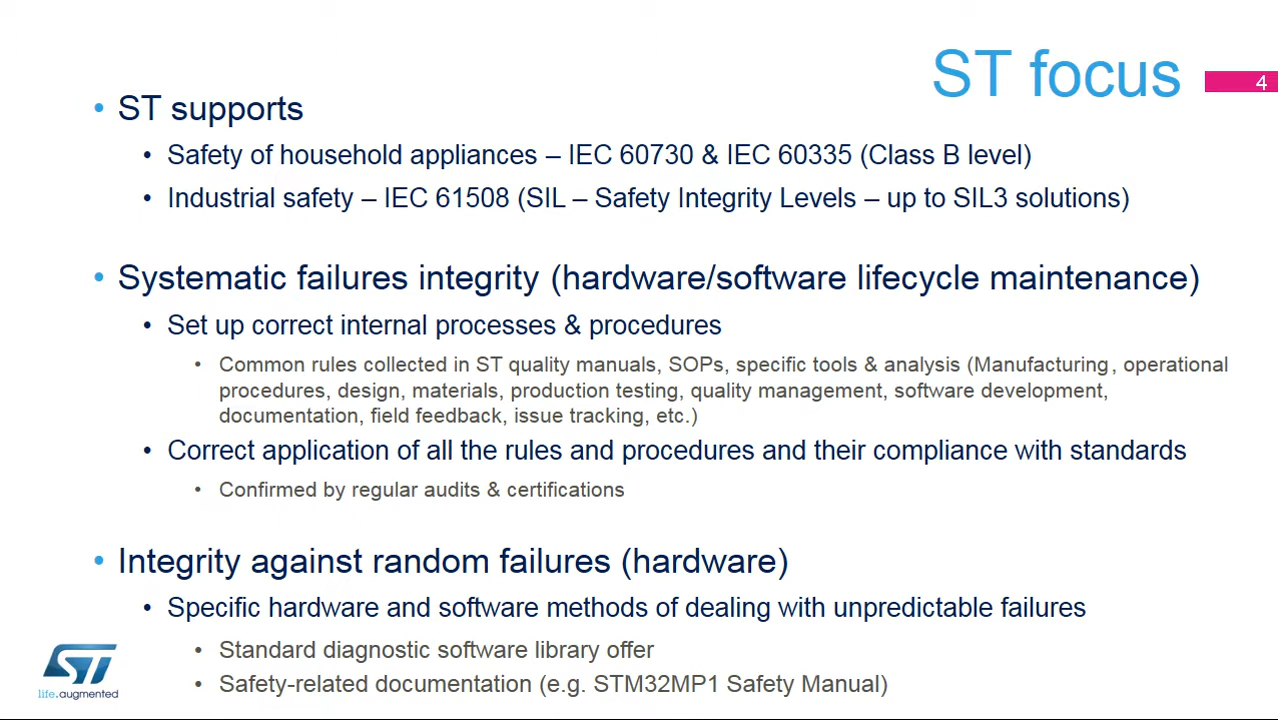 ST focus
4
• ST supports
• Safety of household appliances – IEC 60730 & IEC 60335 (Class B level)
• Industrial safety – IEC 61508 (SIL – Safety Integrity Levels – up to SIL3 solutions)
• Systematic failures integrity (hardware/software lifecycle maintenance)
• Set up correct internal processes & procedures
• Common rules collected in ST quality manuals, SOPs, specific tools & analysis (Manufacturing, operational
procedures, design, materials, production testing, quality management, software development,
documentation, field feedback, issue tracking, etc.)
• Correct application of all the rules and procedures and their compliance with standards
• Confirmed by regular audits & certifications
• Integrity against random failures (hardware)
• Specific hardware and software methods of dealing with unpredictable failures
• Standard diagnostic software library offer
• Safety-related documentation (e.g. STM32MP1 Safety Manual)
ST
life.augmented